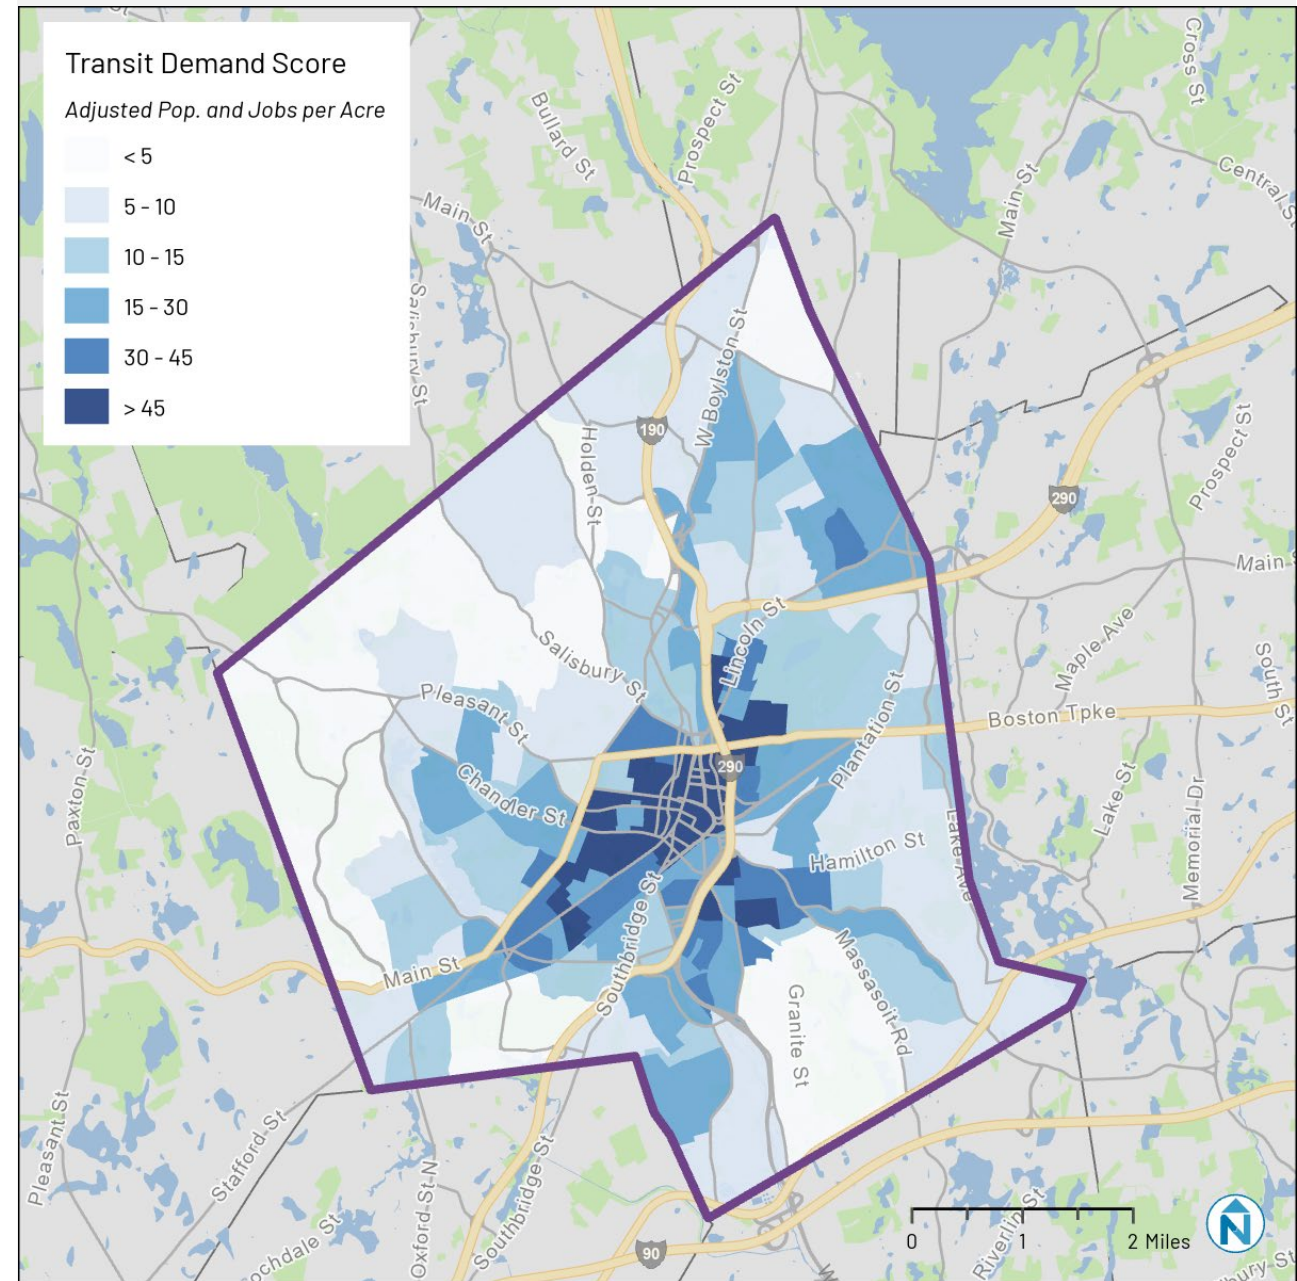 Transit Demand Score
Adjusted Pop. and Jobs per Acre
< 5
5 - 10
10 - 15
15 - 30
30 - 45
> 45
St
Bullard St
Prospect St
Cross St
Central St
Main St
Main St
Salisbury St
W Boylston St
Holden St
190
290
Prospect St
Main
Lincoln St
Maple Ave
South St
Salisbury St
Pleasant St
Plantation St
Boston Tpke
290
Paxton St
Chandler St
Lake St
Memorial Dr
Hamilton St
Lake Ave
Southbridge St
Main St
Massasoit Rd
Granite St
Pleasant St
Stafford St
Oxford St N
Southbridge St
ochdale St
90
Riverlin St
0
1
2 Miles
N
W
bury St